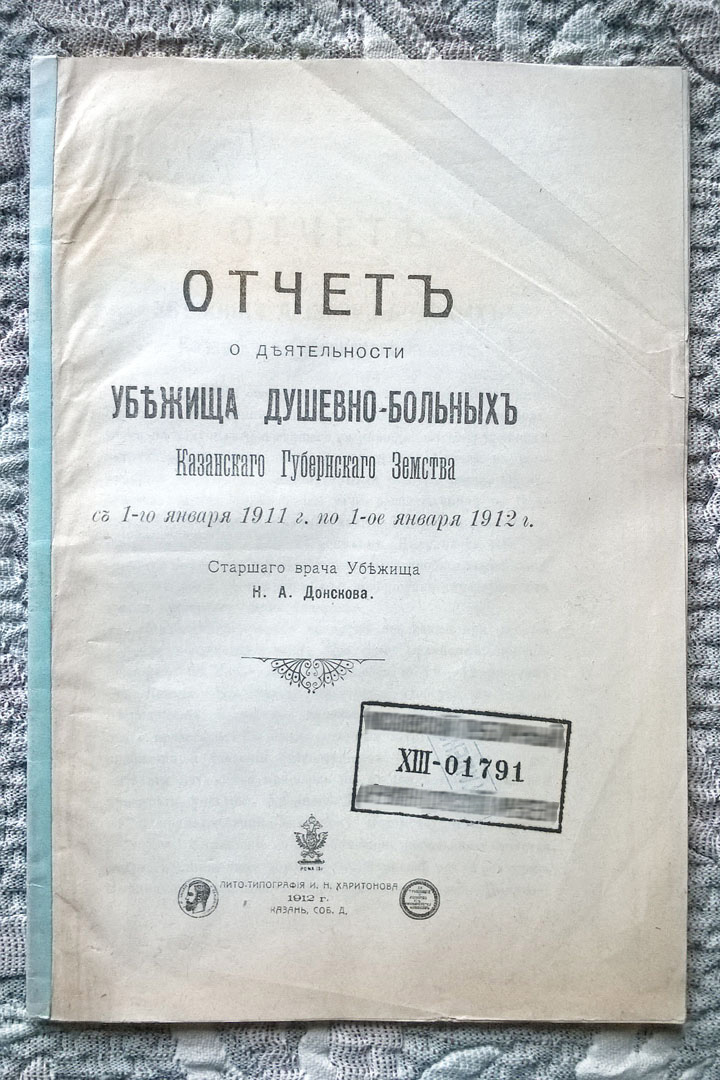 ОТЧЕТЪ
О ДѢЯТЕЛЬНОСТИ
УБѢЖИЩА ДУШЕВНО-БОЛЬНЫХЪ
Казанскаго Губернскаго Земства
съ 1-го января 1911 г. по 1-ое января 1912 г.
Старшаго врача Убѣжища
Н. А. Донскова.
XIII-01791
ЛИТО-ТИПОГРАФІЯ И. Н. ХАРИТОНОВА
1912 г.
КАЗАНЬ, СОБ. Д.